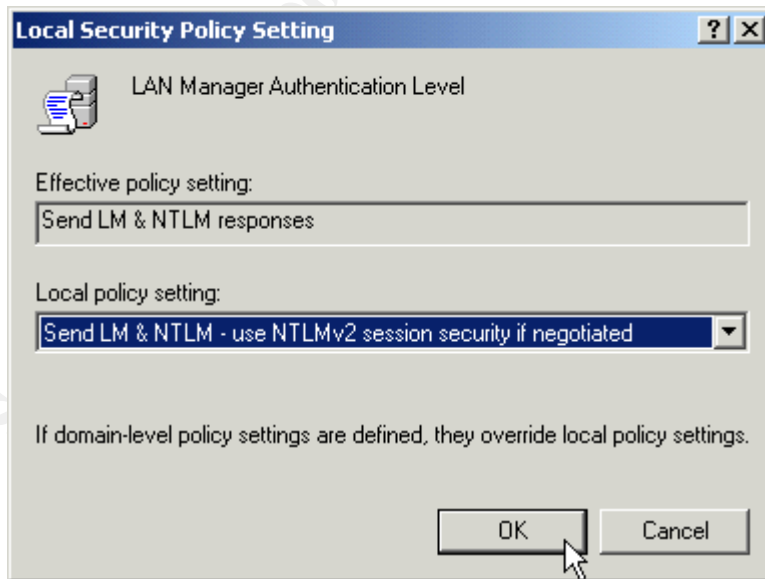 Local Security Policy Setting
LAN Manager Authentication Level
Effective policy setting:
Send LM & NTLM responses
Local policy setting:
Send LM & NTLM - use NTLMv2 session security if negotiated
If domain-level policy settings are defined, they override local policy settings.
OK Cancel